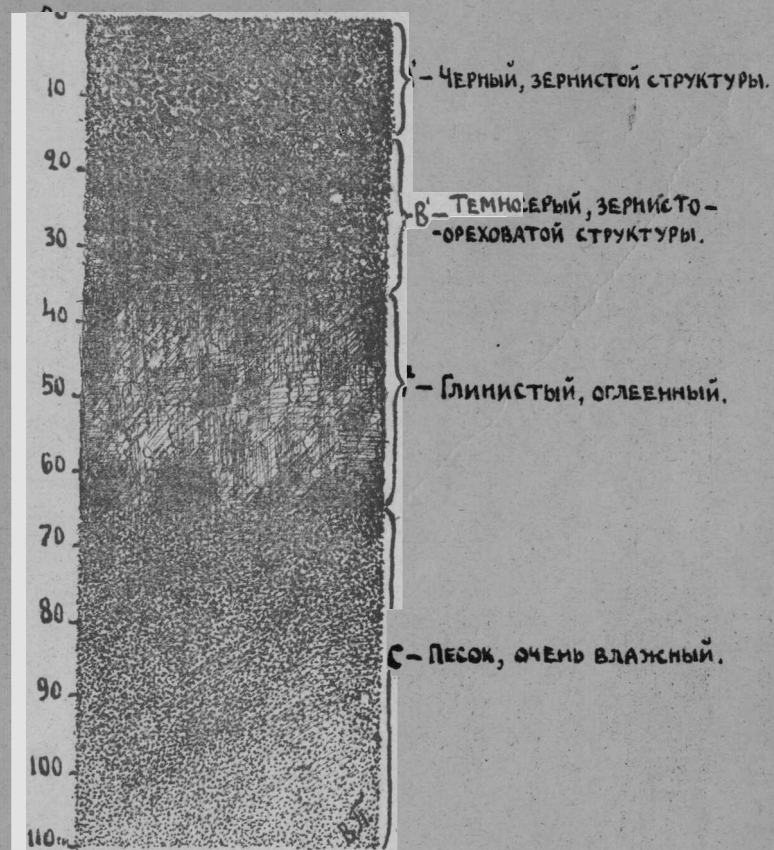 10
20
30
40
50
60
70
80
90
100
110
– Черный, зернистой структуры.
B' – Темносерый, зернисто-
-ореховатой структуры.
– Глинистый, оглеенный.
C – Песок, очень влажный.